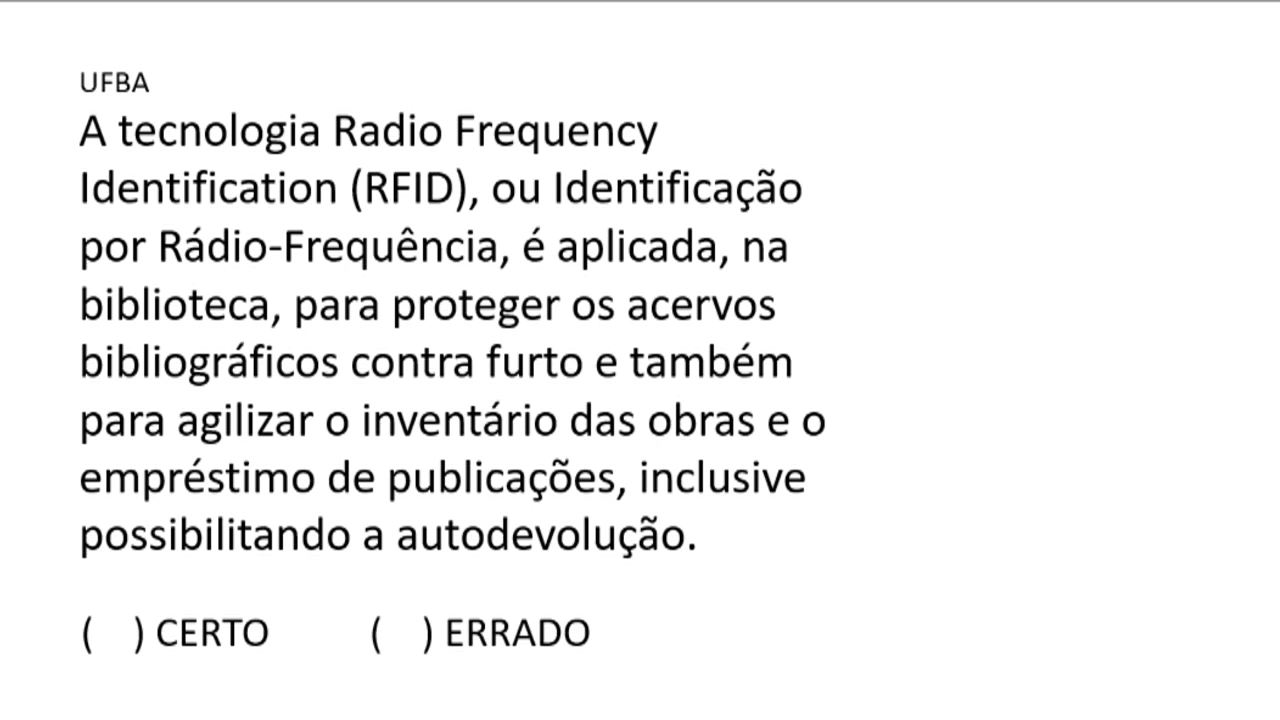 UFBA
A tecnologia Radio Frequency
Identification (RFID), ou Identificação
por Rádio-Frequência, é aplicada, na
biblioteca, para proteger os acervos
bibliográficos contra furto e também
para agilizar o inventário das obras e o
empréstimo de publicações, inclusive
possibilitando a autodevolução.
(   ) CERTO (   ) ERRADO